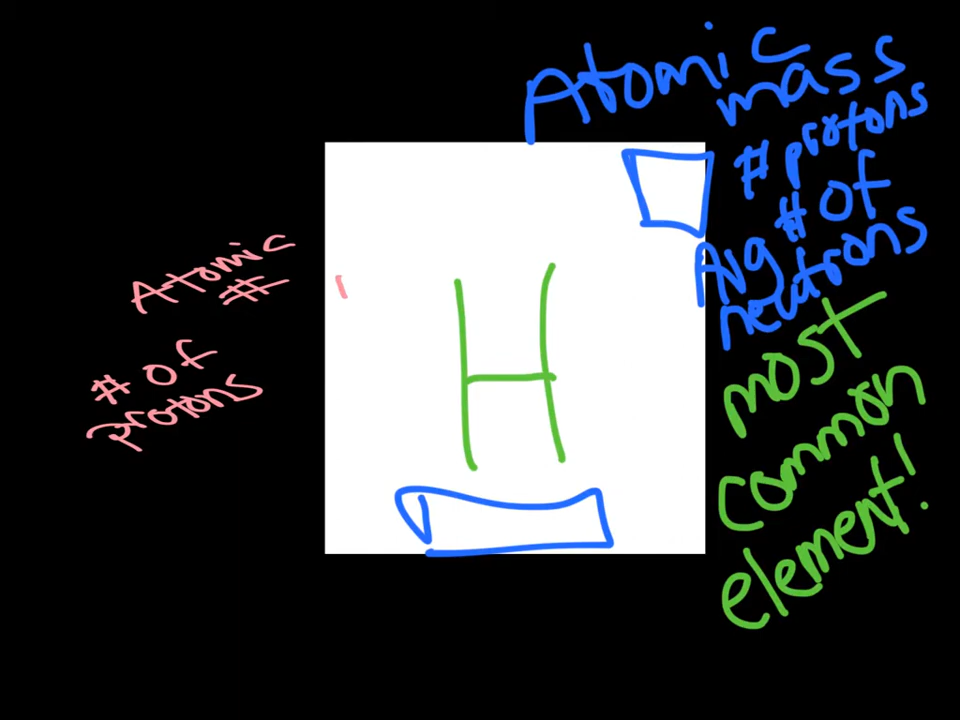 Atomic
mass
# protons
# of
Avg
neutrons
Atomic
#
# of
protons
H
most
common
element!